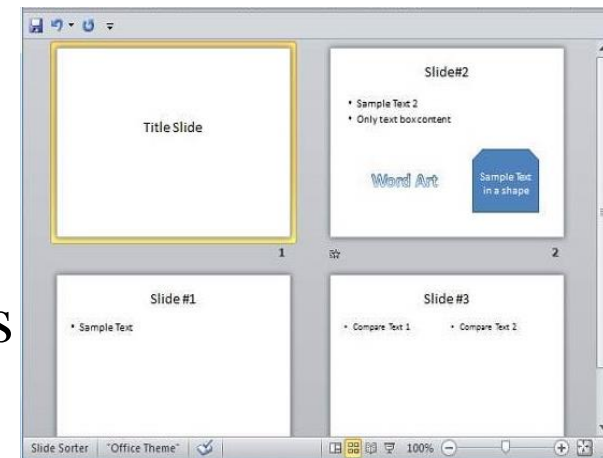 Title Slide
1
Slide#2
• Sample Text 2
• Only text box content
Word Art
Sample Text
in a shape
2
S
Slide #1
• Sample Text
Slide #3
• Compare Text 1
• Compare Text 2
Slide Sorter
"Office Theme"
100%